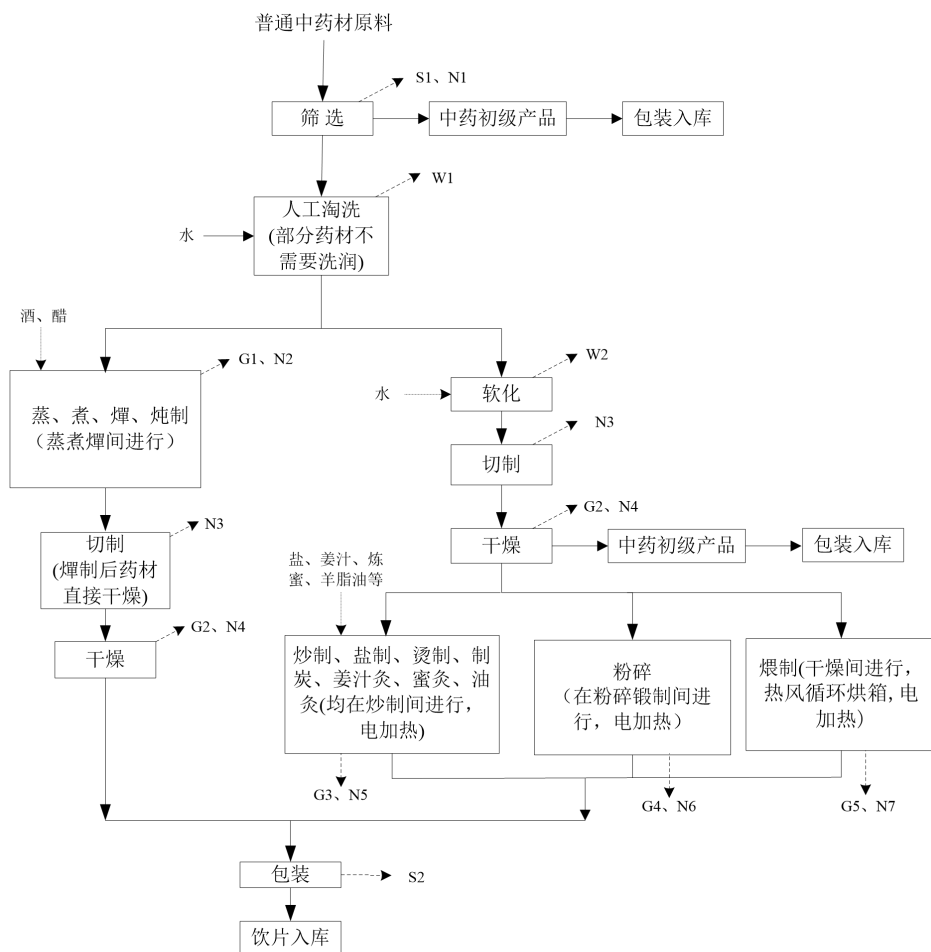 普通中药材原料
S1、N1
筛 选
中药初级产品
包装入库
W1
人工淘洗
(部分药材不
需要洗润)
水
酒、醋
G1、N2
蒸、煮、燀、炖制
（蒸煮燀间进行）
N3
切制
(燀制后药材
直接干燥)
G2、N4
干燥
W2
水
软化
N3
切制
G2、N4
干燥
中药初级产品
包装入库
盐、姜汁、炼
蜜、羊脂油等
炒制、盐制、烫制、制
炭、姜汁灸、蜜灸、油
灸(均在炒制间进行，
电加热)
粉碎
（在粉碎锻制间进
行，电加热）
煨制(干燥间进行，
热风循环烘箱, 电
加热）
G3、N5
G4、N6
G5、N7
包装
S2
饮片入库